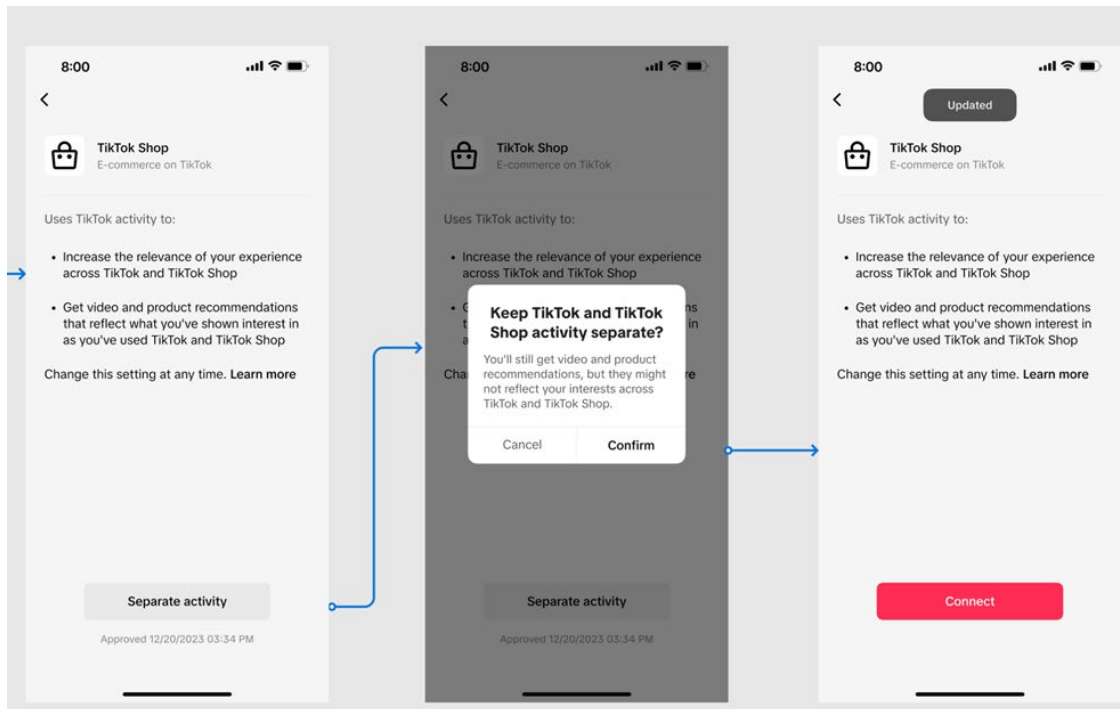 8:00
TikTok Shop
E-commerce on TikTok
Uses TikTok activity to:
• Increase the relevance of your experience
across TikTok and TikTok Shop
• Get video and product recommendations
that reflect what you've shown interest in
as you've used TikTok and TikTok Shop
Change this setting at any time. Learn more
Separate activity
Approved 12/20/2023 03:34 PM
8:00
TikTok Shop
E-commerce on TikTok
Uses TikTok activity to:
• Increase the relevance of your experience
across TikTok and TikTok Shop
Keep TikTok and TikTok
Shop activity separate?
You'll still get video and product
recommendations, but they might
not reflect your interests across
TikTok and TikTok Shop.
Cancel
Confirm
Separate activity
Approved 12/20/2023 03:34 PM
8:00
Updated
TikTok Shop
E-commerce on TikTok
Uses TikTok activity to:
• Increase the relevance of your experience
across TikTok and TikTok Shop
• Get video and product recommendations
that reflect what you've shown interest in
as you've used TikTok and TikTok Shop
Change this setting at any time. Learn more
Connect